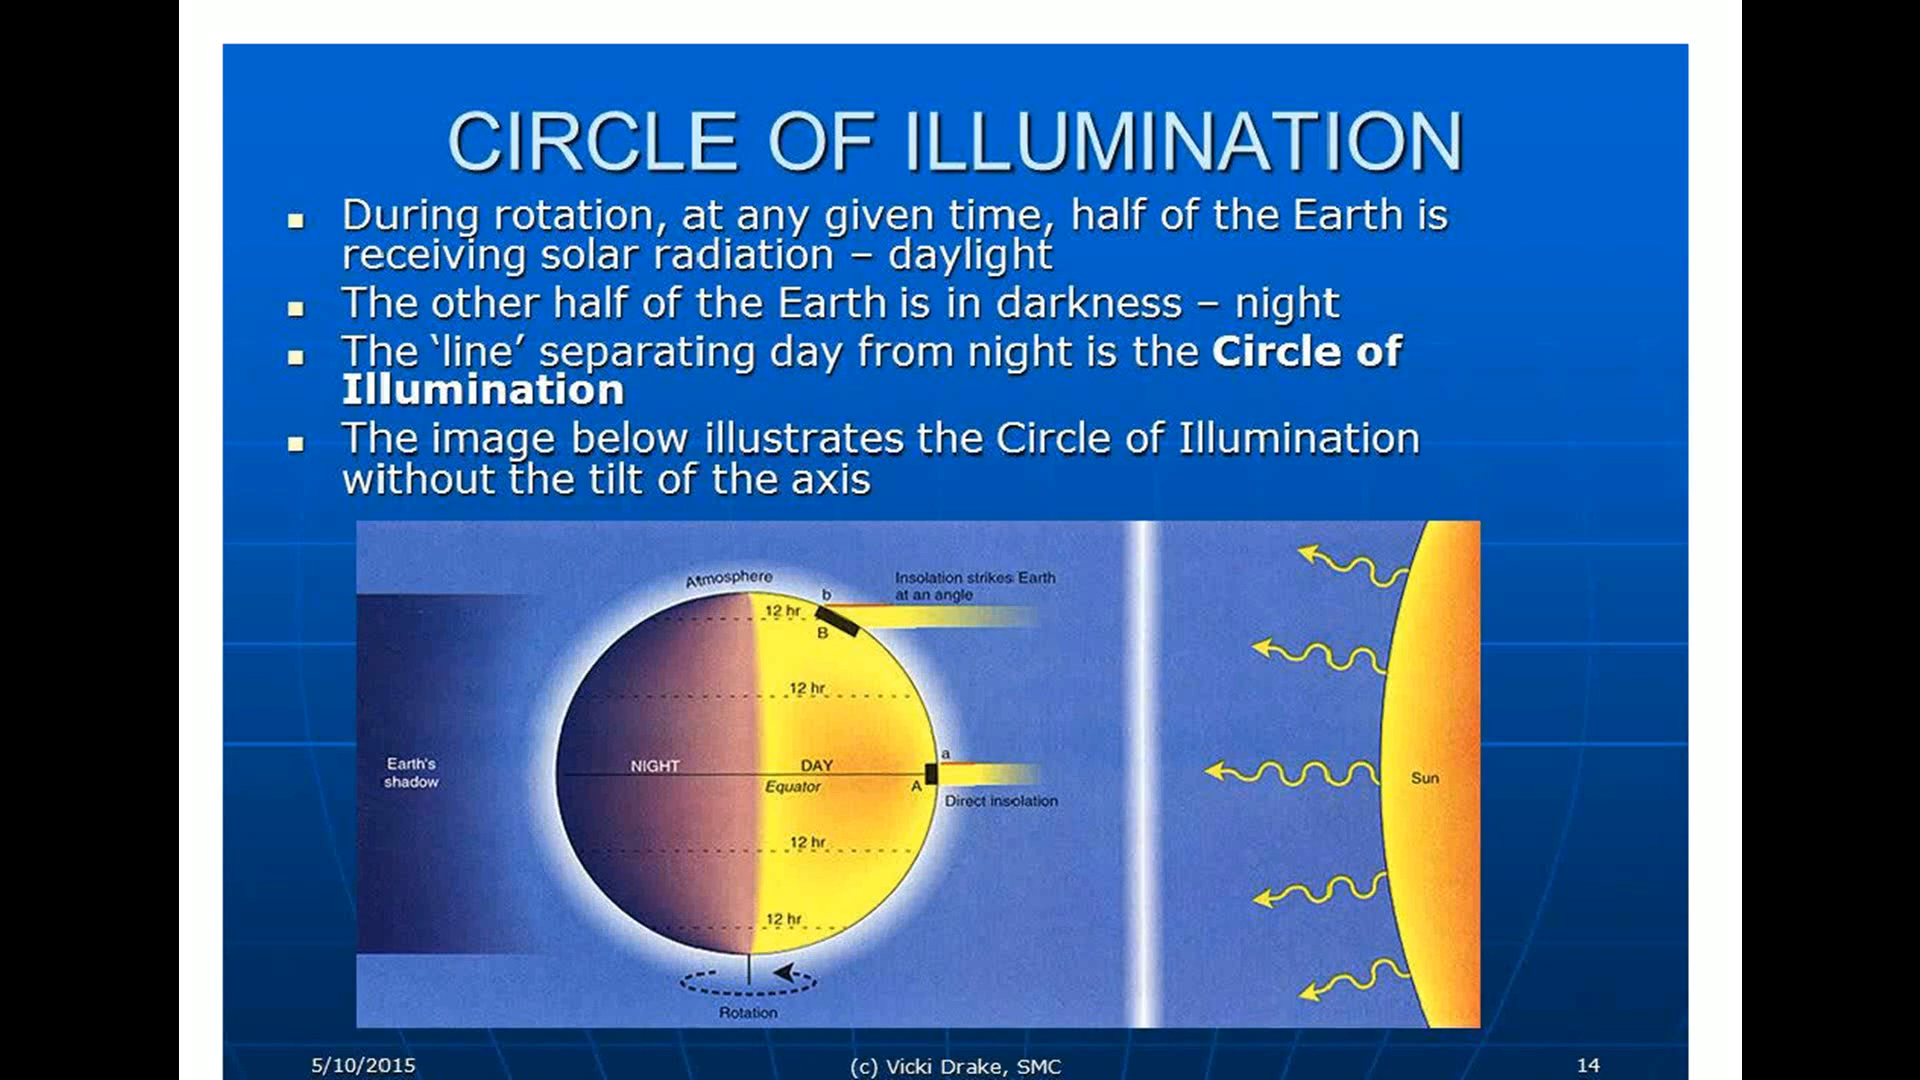 CIRCLE OF ILLUMINATION
During rotation, at any given time, half of the Earth is
receiving solar radiation – daylight
The other half of the Earth is in darkness – night
The ‘line’ separating day from night is the Circle of
Illumination
The image below illustrates the Circle of Illumination
without the tilt of the axis
Atmosphere
b
Insolation strikes Earth
at an angle
12 hr
B
12 hr
Earth's
shadow
NIGHT
DAY
a
Equator
A
Direct insolation
Sun
12 hr
12 hr
Rotation
5/10/2015
(c) Vicki Drake, SMC
14